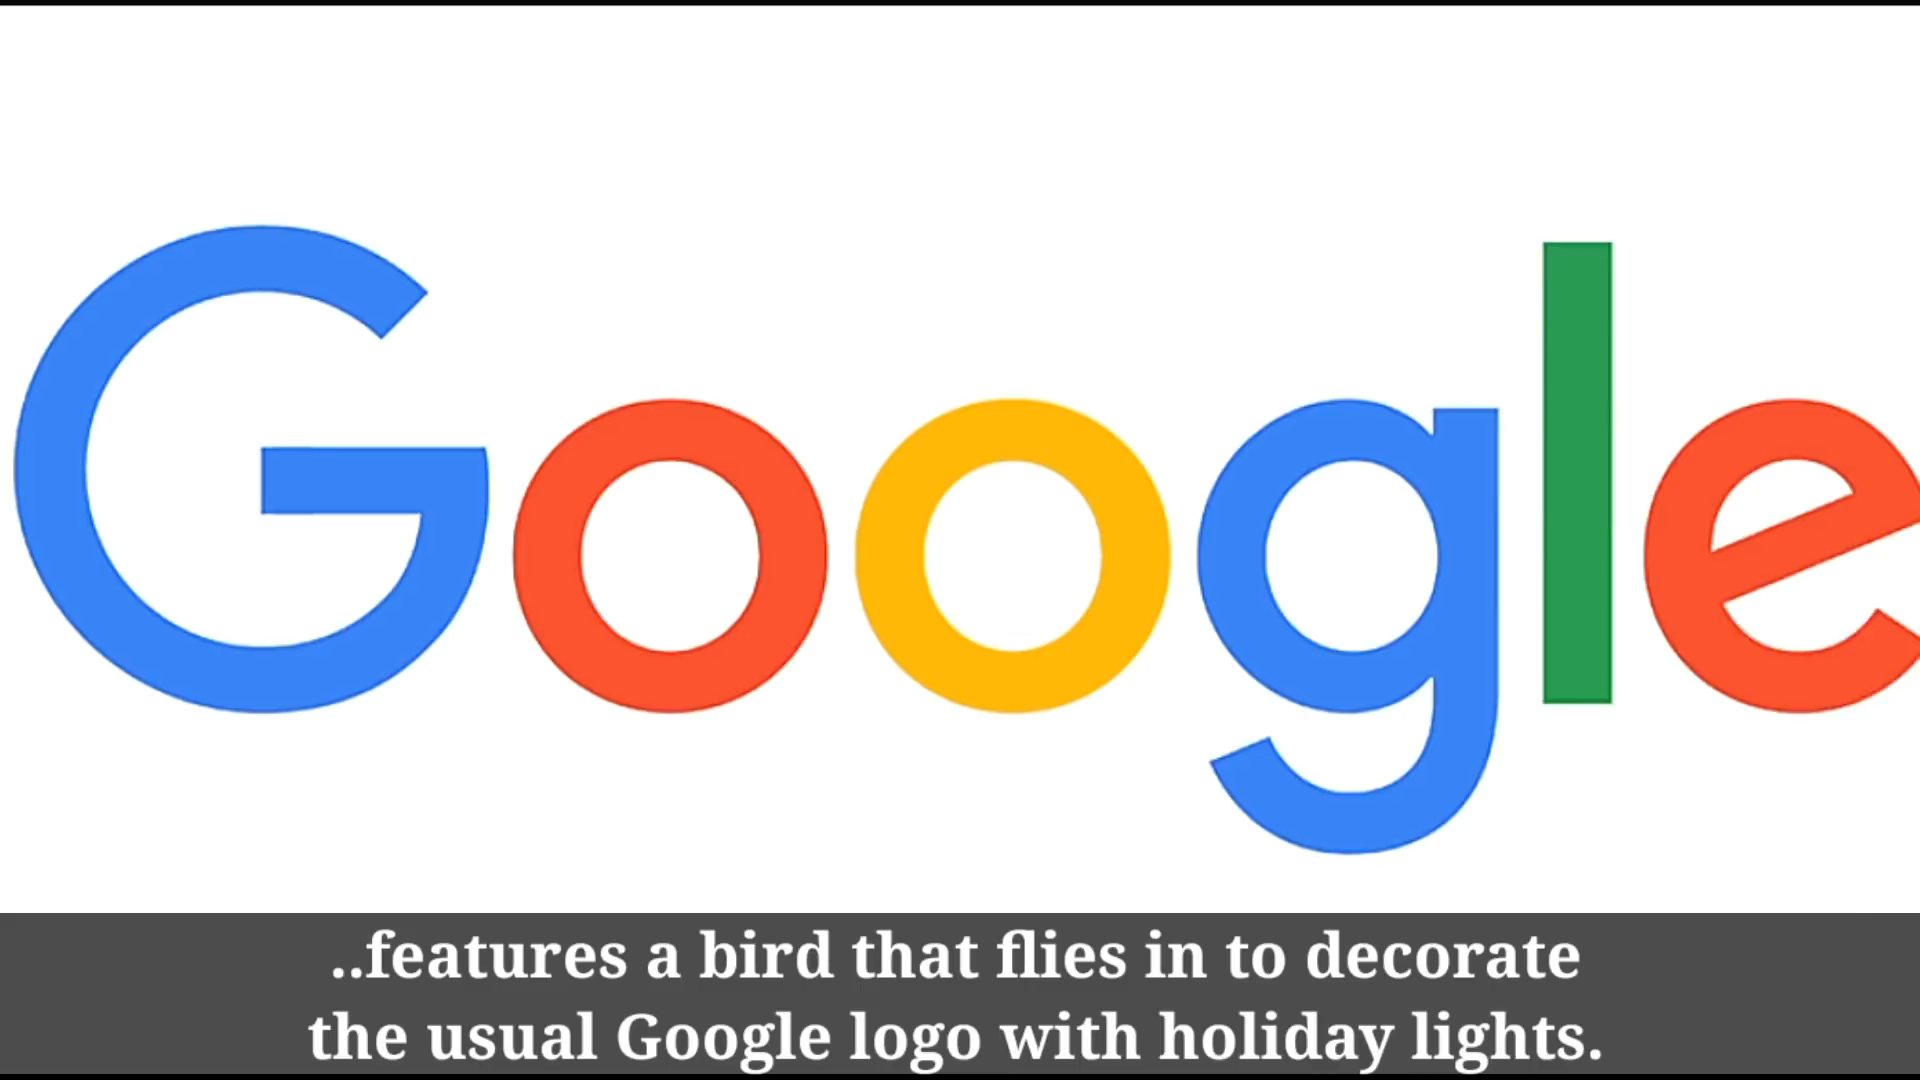 Google
..features a bird that flies in to decorate
the usual Google logo with holiday lights.